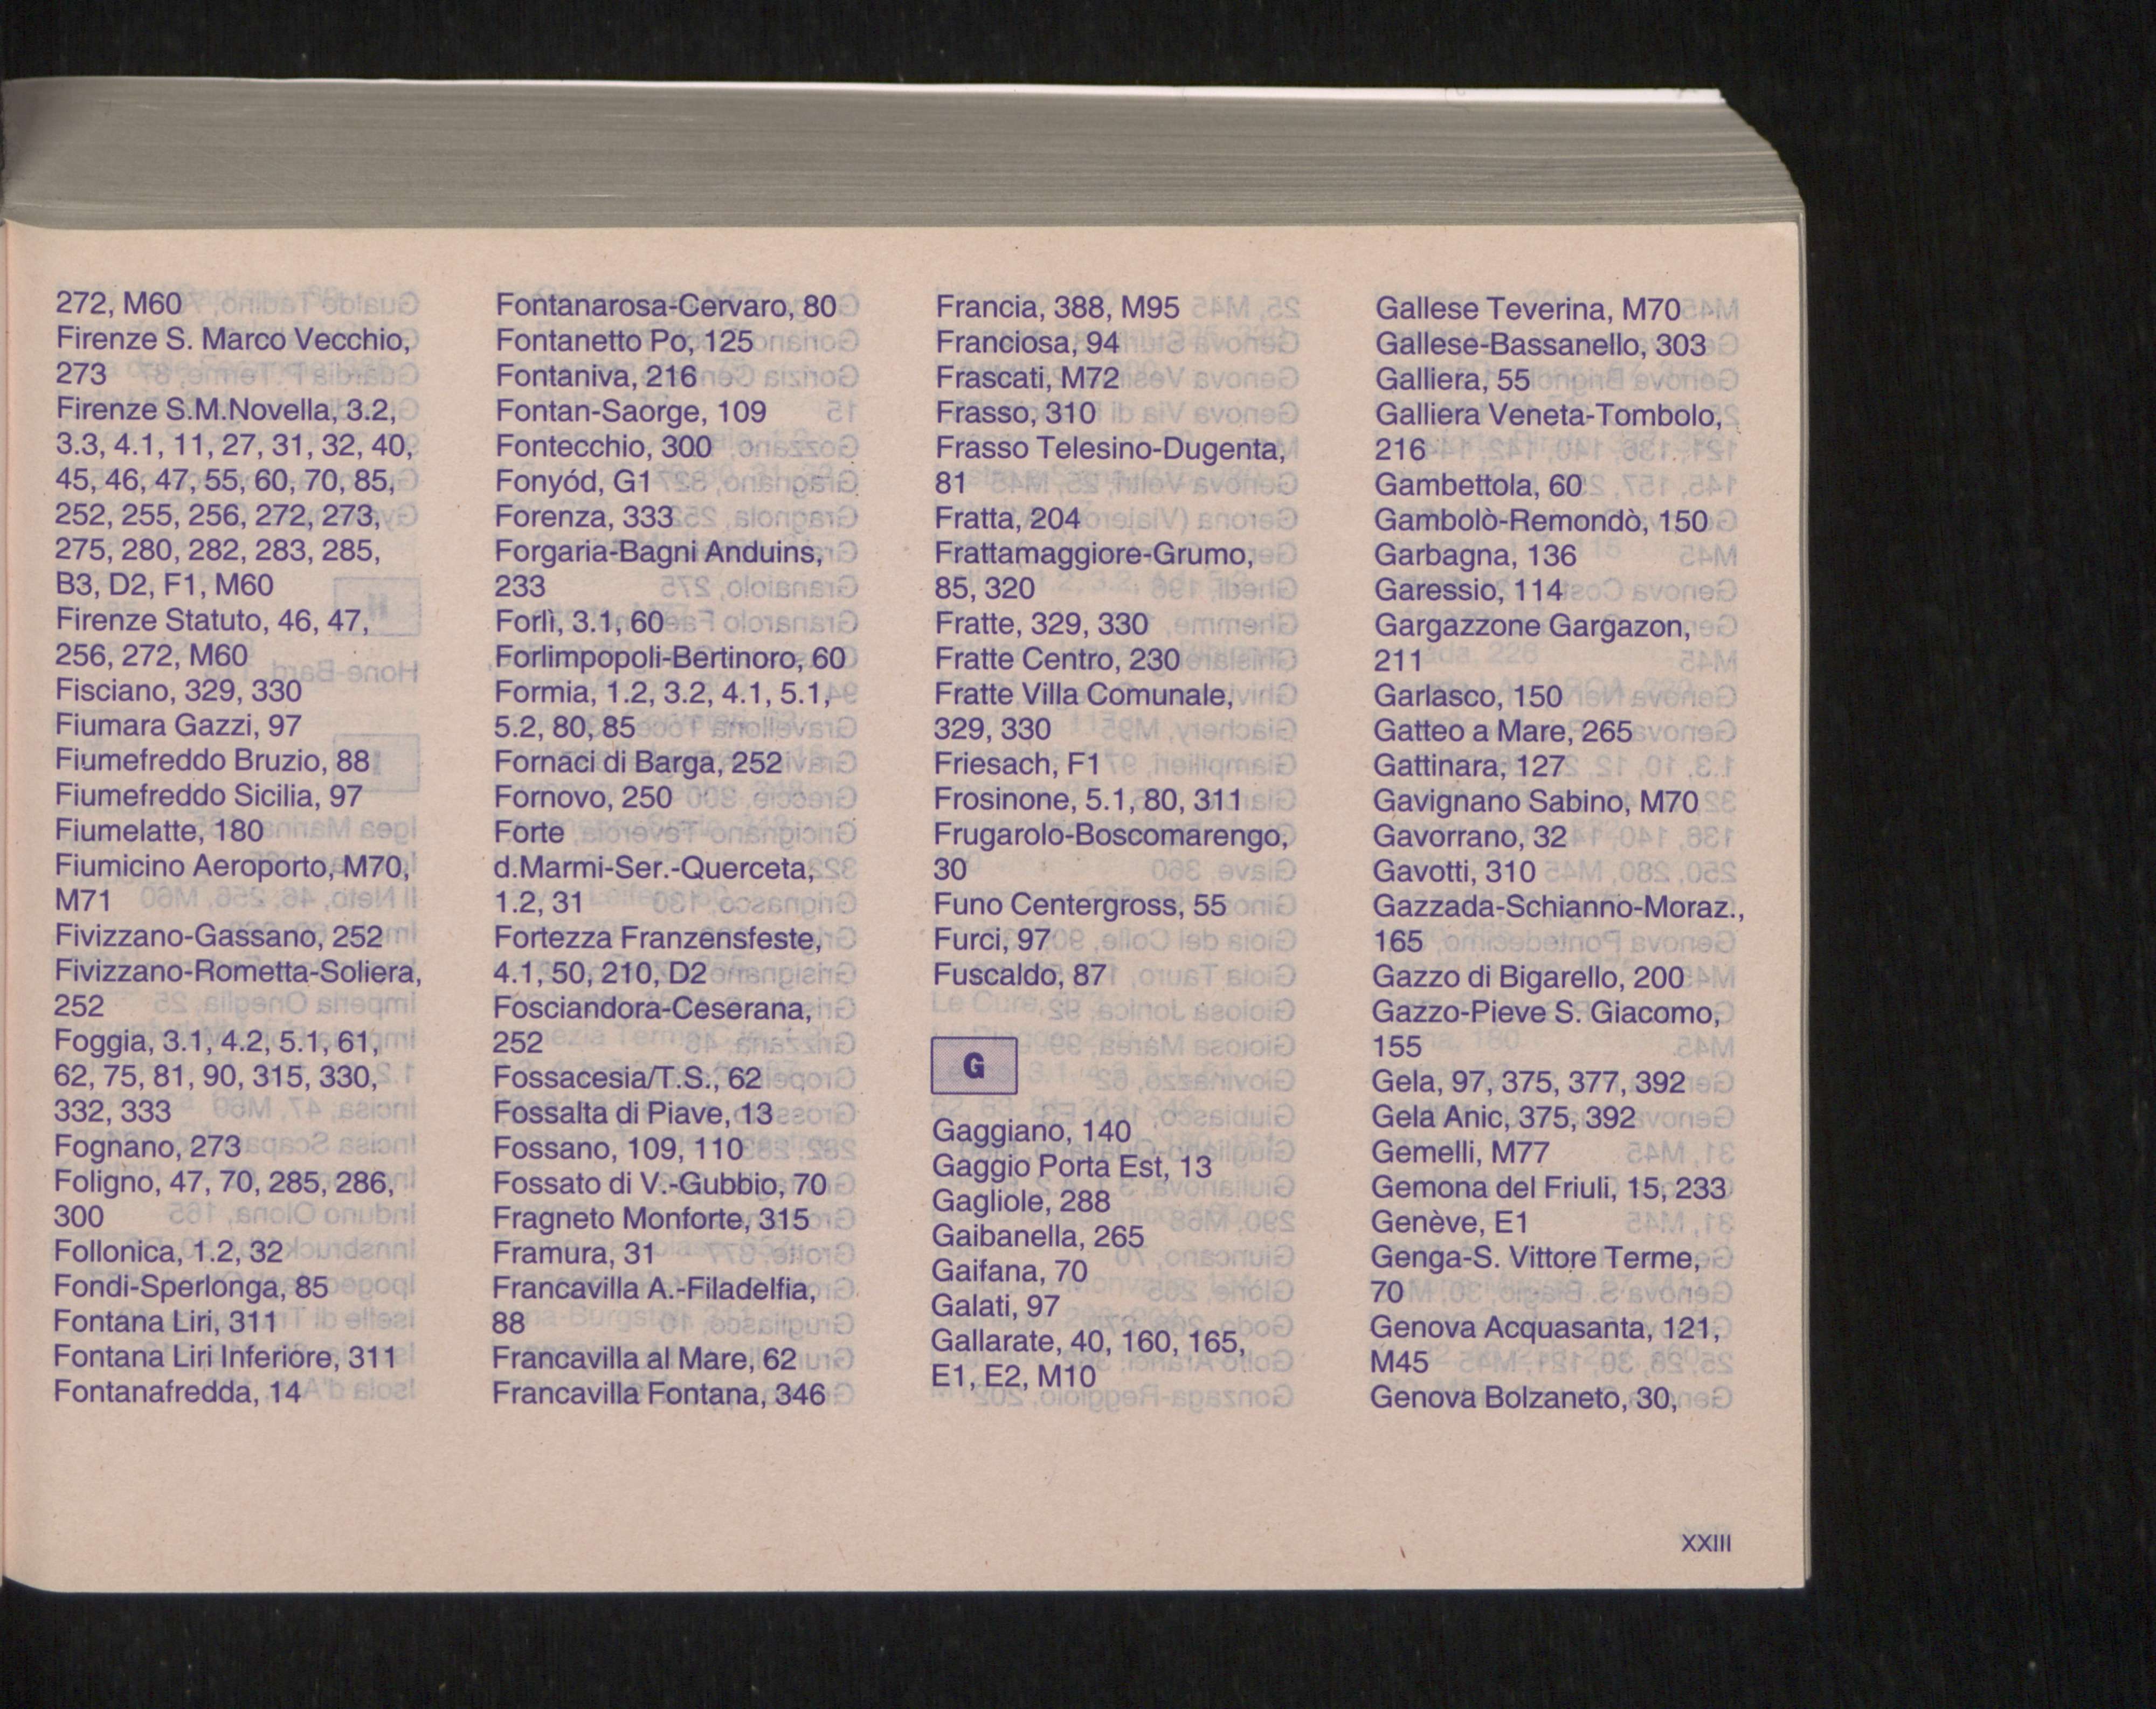 272, M60
Firenze S. Marco Vecchio,
273
Firenze S.M.Novella, 3.2,
3.3, 4.1, 11, 27, 31, 32, 40,
45, 46, 47, 55, 60, 70, 85,
252, 255, 256, 272, 273,
275, 280, 282, 283, 285,
B3, D2, F1, M60
Firenze Statuto, 46, 47,
256, 272, M60
Fisciano, 329, 330
Fiumara Gazzi, 97
Fiumefreddo Bruzio, 88
Fiumefreddo Sicilia, 97
Fiumelatte, 180
Fiumicino Aeroporto, M70,
M71
Fivizzano-Gassano, 252
Fivizzano-Rometta-Soliera,
252
Foggia, 3.1, 4.2, 5.1, 61,
62, 75, 81, 90, 315, 330,
332, 333
Fognano, 273
Foligno, 47, 70, 285, 286,
300
Follonica, 1.2, 32
Fondi-Sperlonga, 85
Fontana Liri, 311
Fontana Liri Inferiore, 311
Fontanafredda, 14
Fontanarosa-Cervaro, 80
Fontanetto Po, 125
Fontaniva, 216
Fontan-Saorge, 109
Fontecchio, 300
Fonyód, G1
Forenza, 333
Forgaria-Bagni Anduins,
233
Forlì, 3.1, 60
Forlimpopoli-Bertinoro, 60
Formia, 1.2, 3.2, 4.1, 5.1,
5.2, 80, 85
Fornaci di Barga, 252
Fornovo, 250
Forte
d.Marmi-Ser.-Querceta,
1.2, 31
Fortezza Franzensfeste,
4.1, 50, 210, D2
Fosciandora-Ceserana,
252
Fossacesia/T.S., 62
Fossalta di Piave, 13
Fossano, 109, 110
Fossato di V.-Gubbio, 70
Fragneto Monforte, 315
Framura, 31
Francavilla A.-Filadelfia,
88
Francavilla al Mare, 62
Francavilla Fontana, 346
Francia, 388, M95
Franciosa, 94
Frascati, M72
Frasso, 310
Frasso Telesino-Dugenta,
81
Fratta, 204
Frattamaggiore-Grumo,
85, 320
Fratte, 329, 330
Fratte Centro, 230
Fratte Villa Comunale,
329, 330
Friesach, F1
Frosinone, 5.1, 80, 311
Frugarolo-Boscomarengo,
30
Funo Centergross, 55
Furci, 97
Fuscaldo, 87
G
Gaggiano, 140
Gaggio Porta Est, 13
Gagliole, 288
Gaibanella, 265
Gaifana, 70
Galati, 97
Gallarate, 40, 160, 165,
E1, E2, M10
Gallese Teverina, M70
Gallese-Bassanello, 303
Galliera, 55
Galliera Veneta-Tombolo,
216
Gambettola, 60
Gambolò-Remondò, 150
Garbagna, 136
Garessio, 114
Gargazzone Gargazon,
211
Garlasco, 150
Gatteo a Mare, 265
Gattinara, 127
Gavignano Sabino, M70
Gavorrano, 32
Gavotti, 310
Gazzada-Schianno-Moraz.,
165
Gazzo di Bigarello, 200
Gazzo-Pieve S. Giacomo,
155
Gela, 97, 375, 377, 392
Gela Anic, 375, 392
Gemelli, M77
Gemona del Friuli, 15, 233
Genève, E1
Genga-S. Vittore Terme,
70
Genova Acquasanta, 121,
M45
Genova Bolzaneto, 30,
XXIII